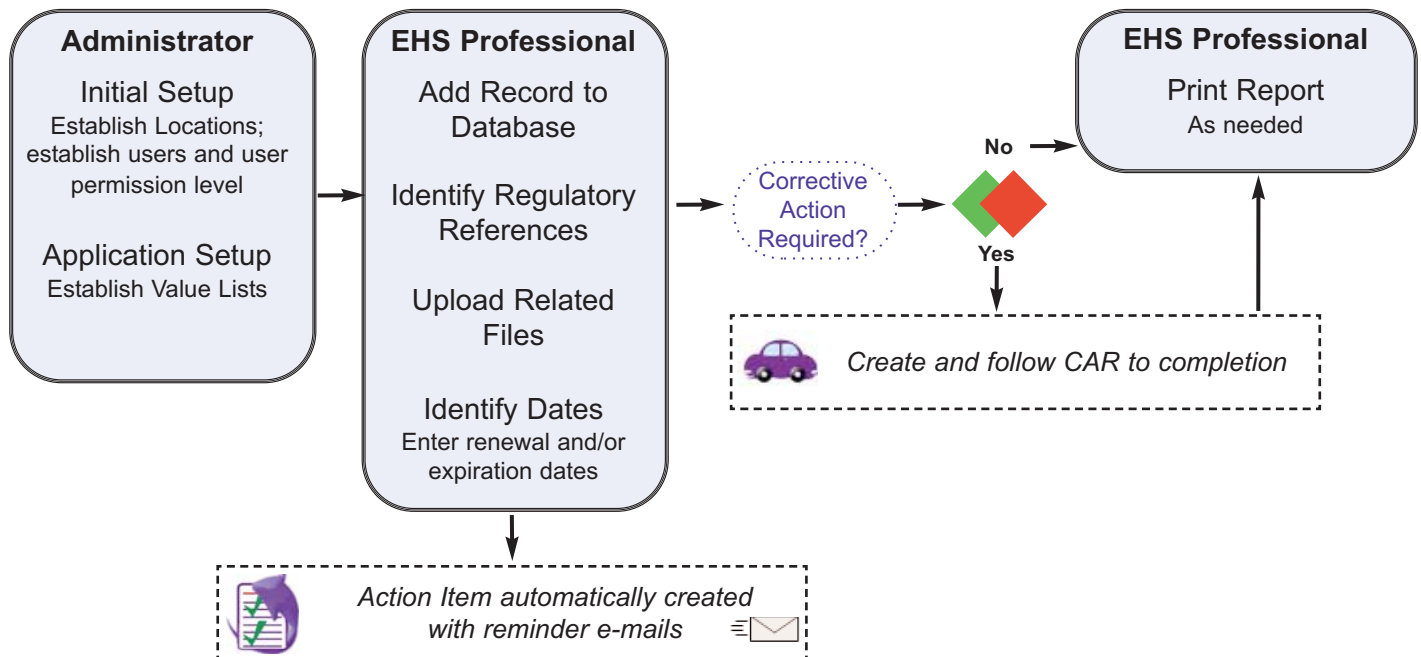 Administrator
Initial Setup
Establish Locations;
establish users and user
permission level
Application Setup
Establish Value Lists
EHS Professional
Add Record to
Database
Identify Regulatory
References
Upload Related
Files
Identify Dates
Enter renewal and/or
expiration dates
Corrective
Action
Required?
No
Yes
EHS Professional
Print Report
As needed
Create and follow CAR to completion
Action Item automatically created
with reminder e-mails